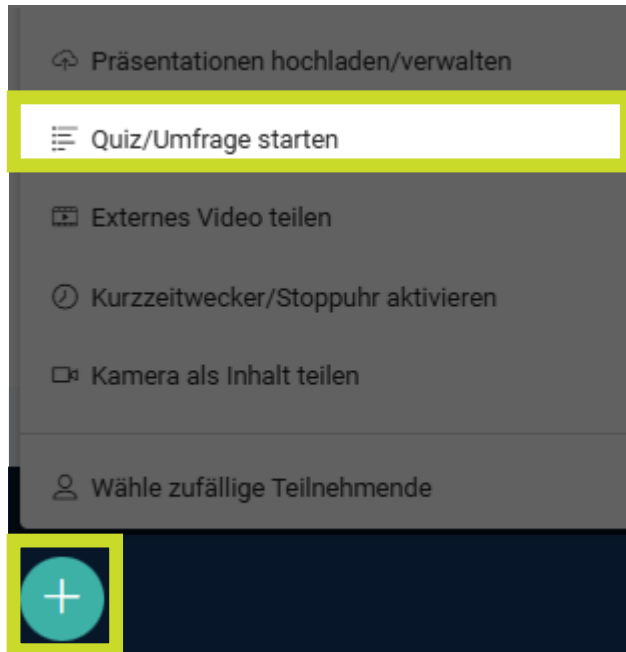 Präsentationen hochladen/verwalten
Quiz/Umfrage starten
Externes Video teilen
Kurzzeitwecker/Stoppuhr aktivieren
Kamera als Inhalt teilen
Wähle zufällige Teilnehmende